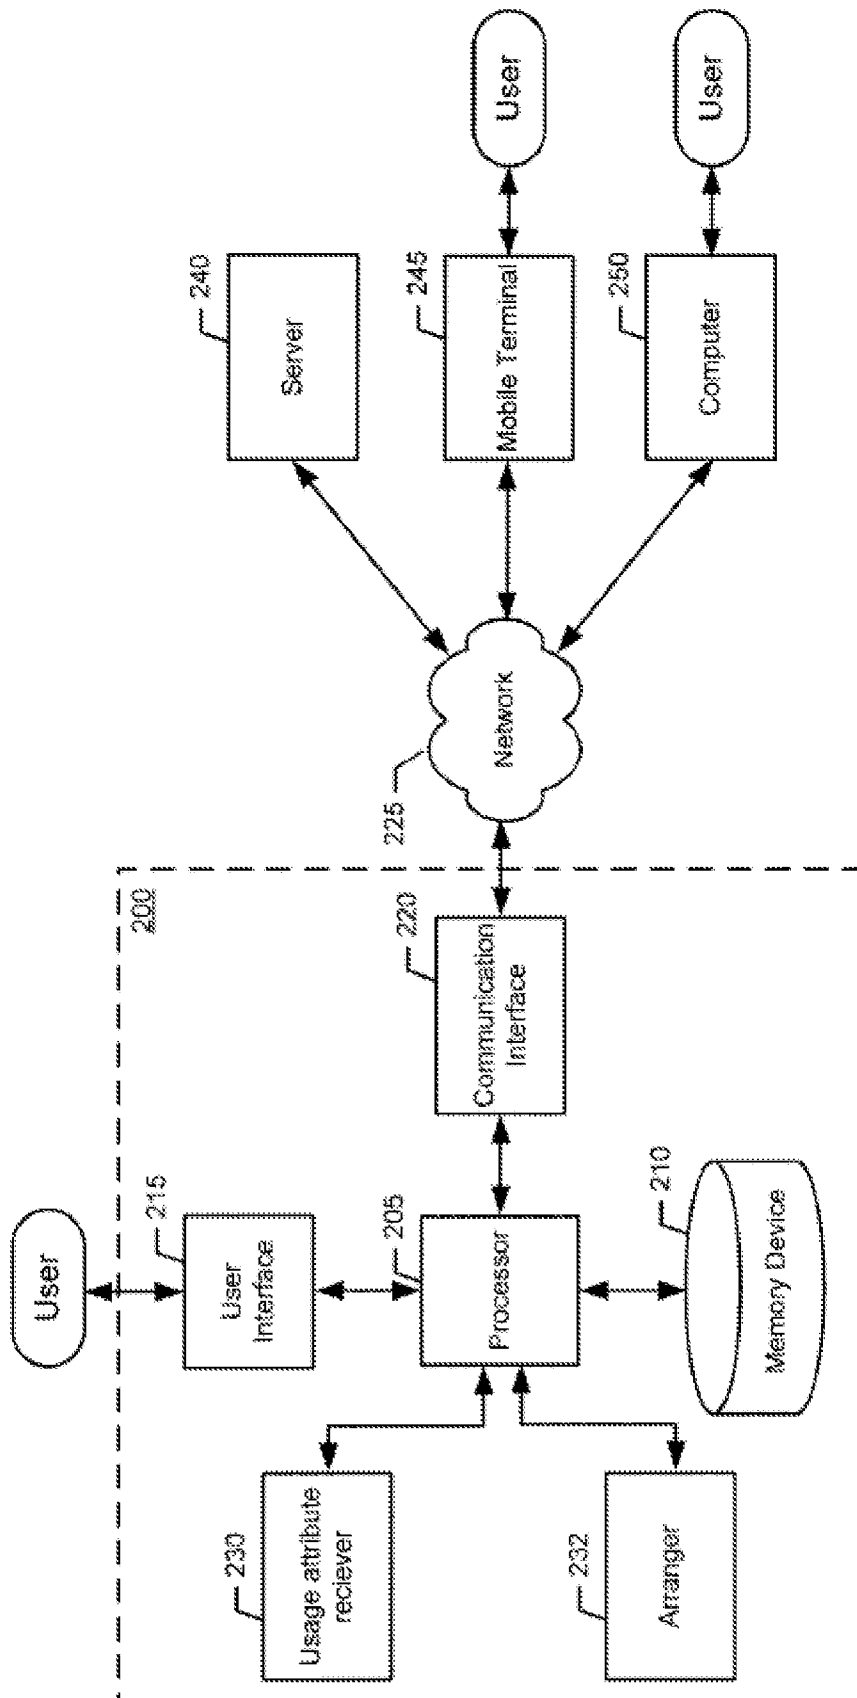 User
User
240
Server
245
Mobile Terminal
250
Computer
225
Network
200
220
Communication
Interface
User
215
User
Interface
205
Processor
210
Memory Device
230
Usage attribute
reciever
232
Arranger